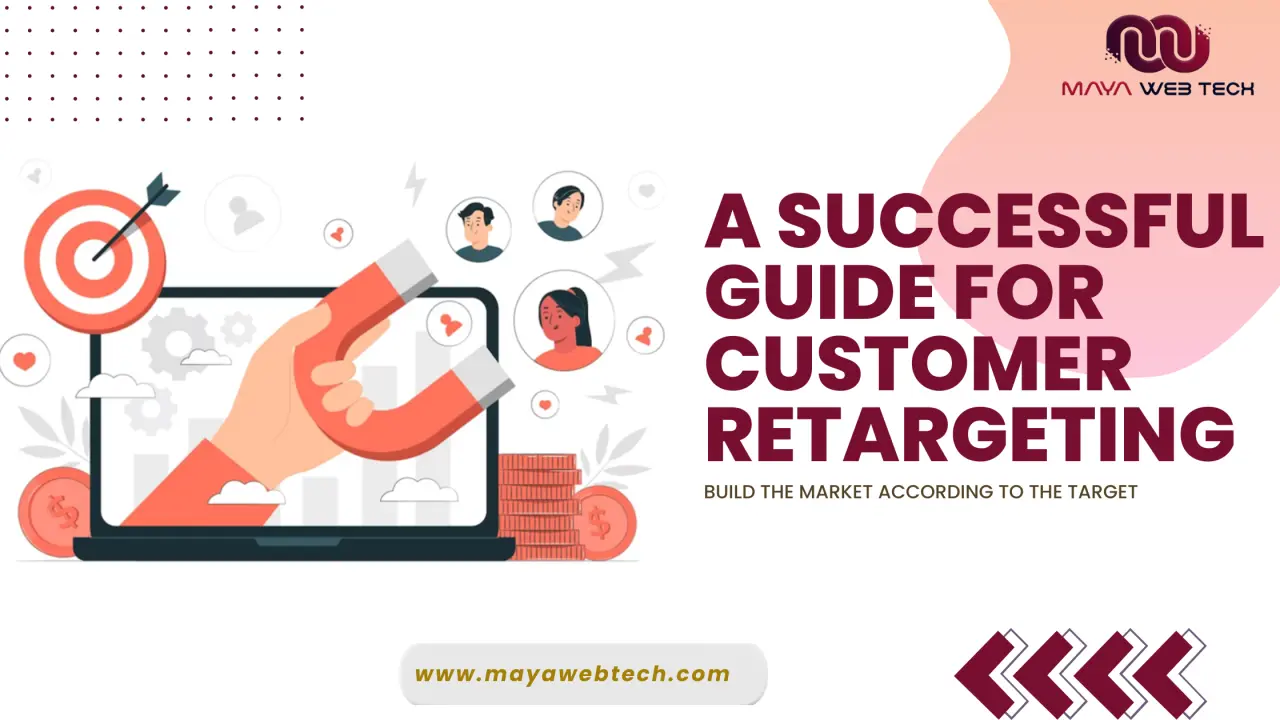 MAYA WEB TECH
A SUCCESSFUL
GUIDE FOR
CUSTOMER
RETARGETING
BUILD THE MARKET ACCORDING TO THE TARGET
$
$
www.mayawebtech.com